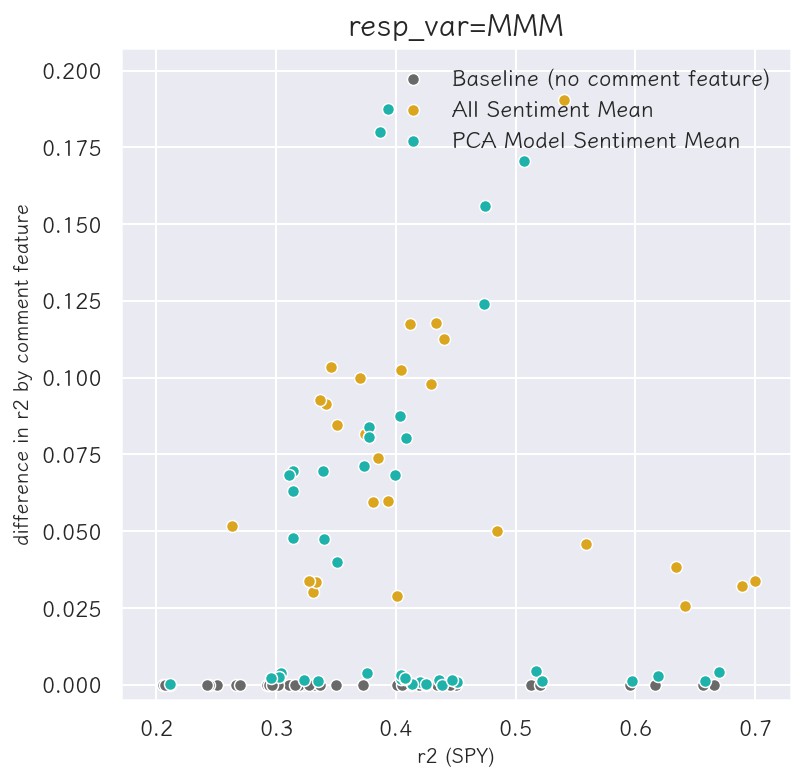 resp_var=MMM
Baseline (no comment feature)
All Sentiment Mean
PCA Model Sentiment Mean
difference in r2 by comment feature
0.200
0.175
0.150
0.125
0.100
0.075
0.050
0.025
0.000
0.2 0.3 0.4 0.5 0.6 0.7
r2 (SPY)